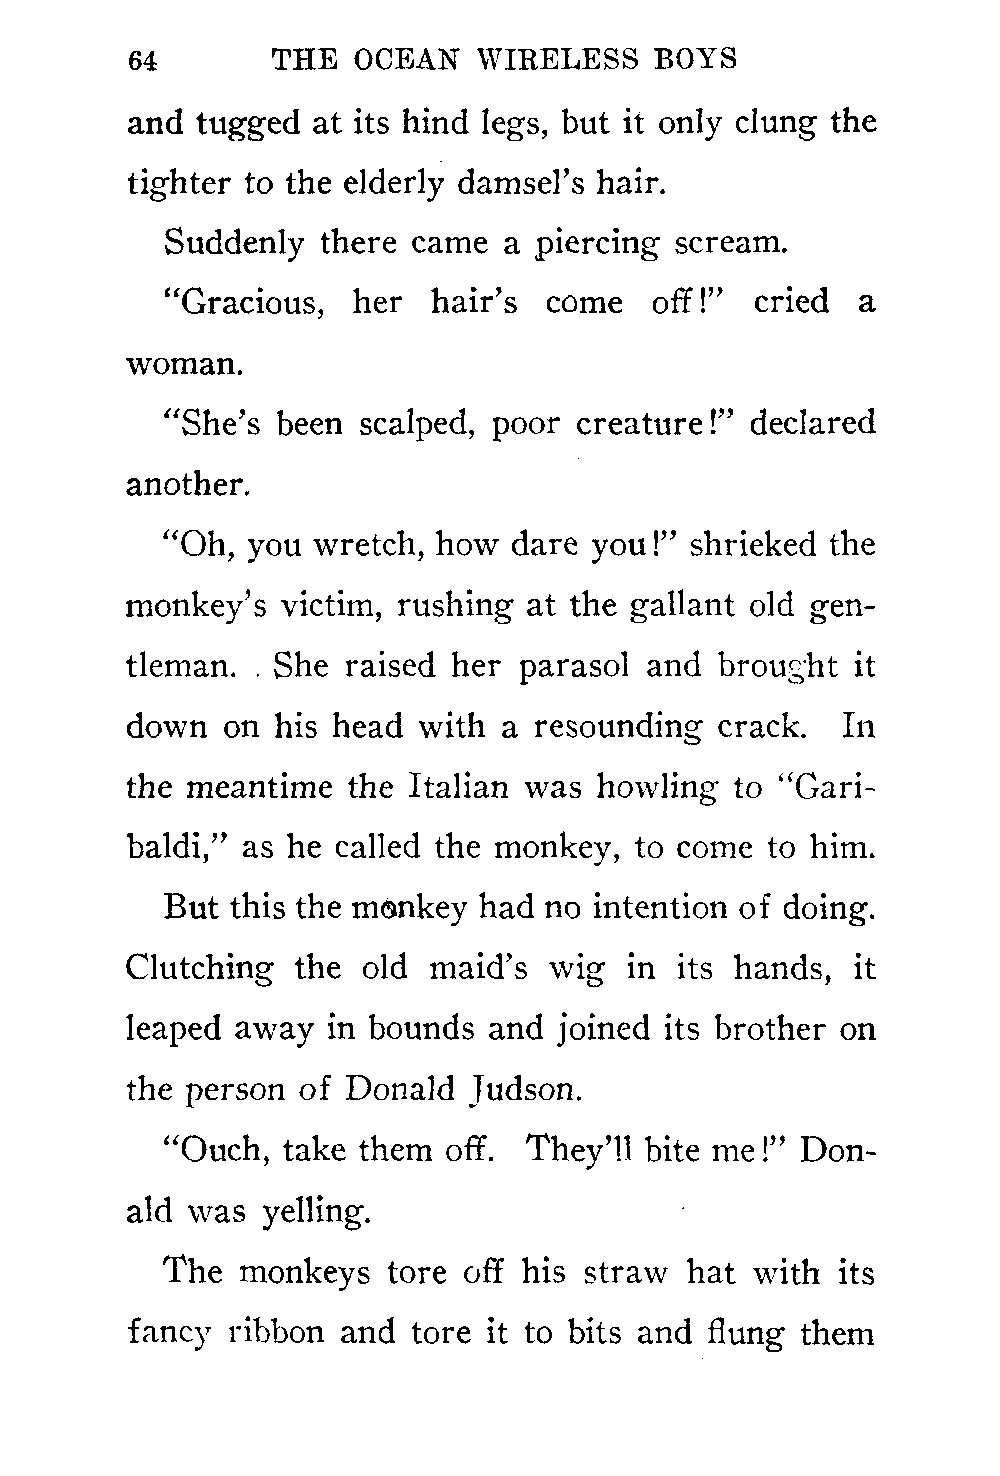 64 THE OCEAN WIRELESS BOYS
and tugged at its hind legs, but it only clung the
tighter to the elderly damsel's hair.
Suddenly there came a piercing scream.
“Gracious, her hair's come off!” cried a
woman.
“She's been scalped, poor creature!” declared
another.
“Oh, you wretch, how dare you!” shrieked the
monkey's victim, rushing at the gallant old gen-
tleman. She raised her parasol and brought it
down on his head with a resounding crack. In
the meantime the Italian was howling to “Gari-
baldi,” as he called the monkey, to come to him.
But this the monkey had no intention of doing.
Clutching the old maid's wig in its hands, it
leaped away in bounds and joined its brother on
the person of Donald Judson.
“Ouch, take them off. They'll bite me!” Don-
ald was yelling.
The monkeys tore off his straw hat with its
fancy ribbon and tore it to bits and flung them